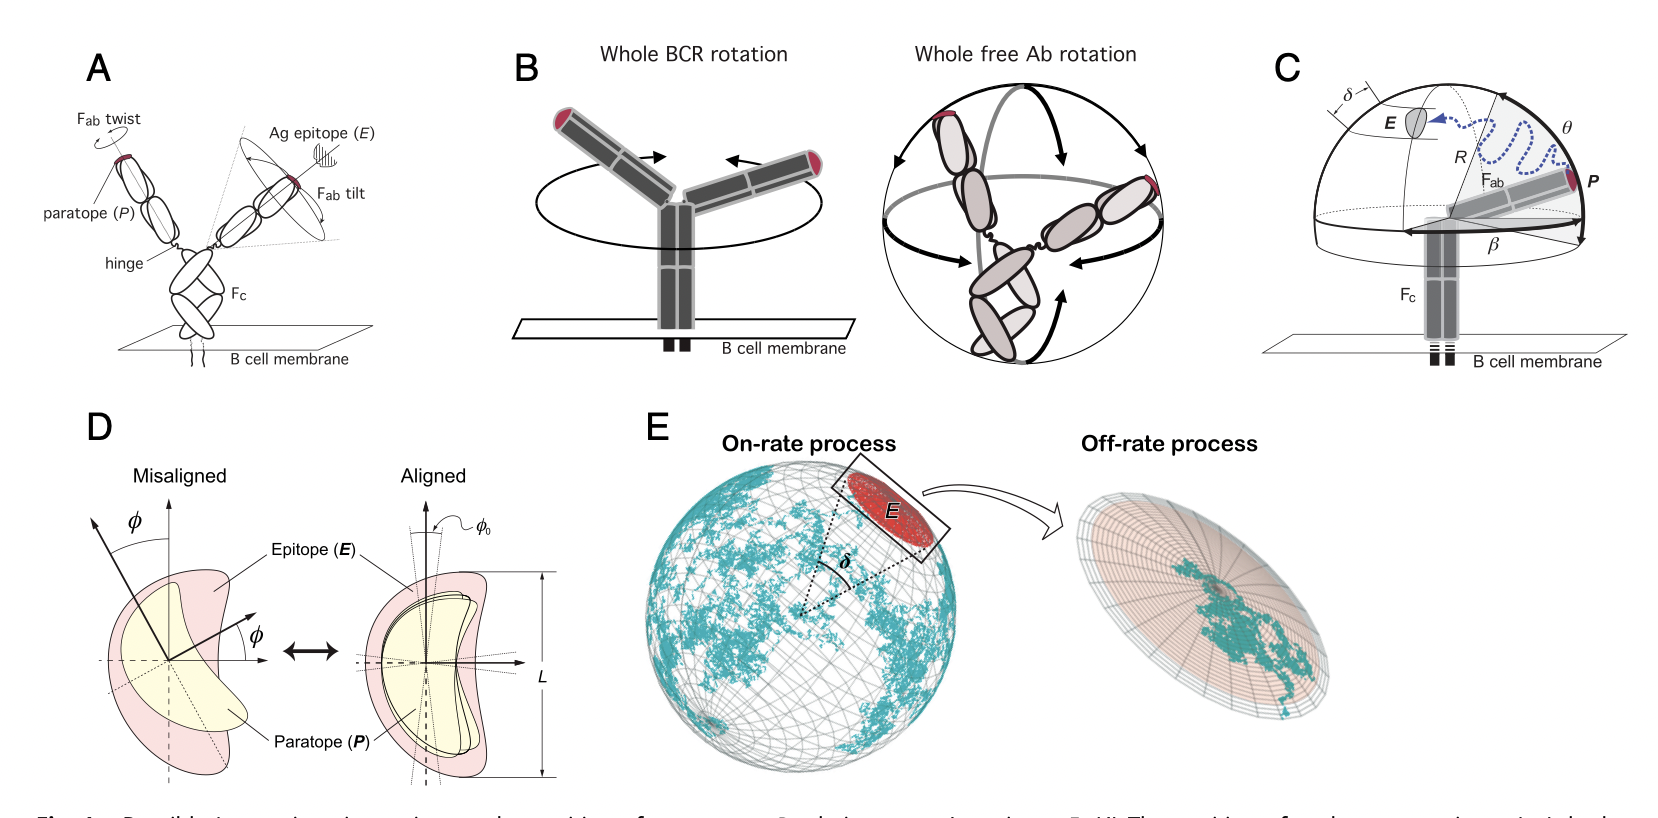 A
Fab twist
Ag epitope (E)
Fab tilt
paratope (P)
hinge
Fc
B cell membrane
B
Whole BCR rotation
Whole free Ab rotation
B cell membrane
C
δ
E
θ
R
Fab
P
β
Fc
B cell membrane
D
Misaligned
Aligned
ϕ
ϕ0
Epitope (E)
ϕ
L
Paratope (P)
E
On-rate process
Off-rate process
E
δ